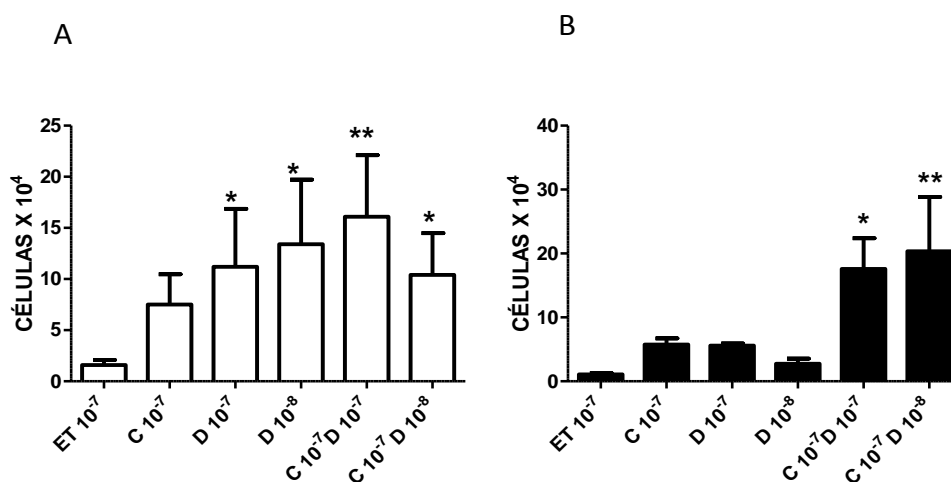 A
CÉLULAS X 10⁴
25
20
15
10
5
0
*
*
**
*
ET 10⁻⁷
C 10⁻⁷
D 10⁻⁷
D 10⁻⁸
C 10⁻⁷D 10⁻⁷
C 10⁻⁷ D 10⁻⁸
B
CÉLULAS X 10⁴
40
30
20
10
0
*
**
ET 10⁻⁷
C 10⁻⁷
D 10⁻⁷
D 10⁻⁸
C 10⁻⁷D 10⁻⁷
C 10⁻⁷ D 10⁻⁸